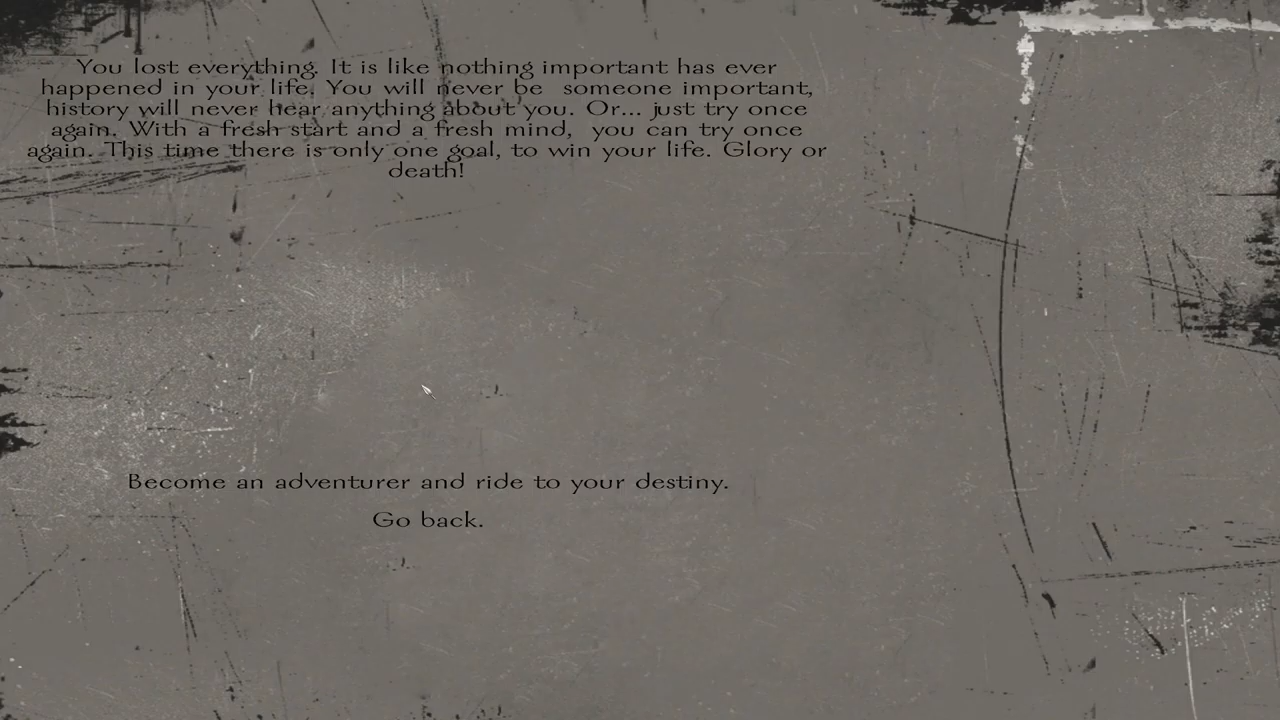 You lost everything. It is like nothing important has ever
happened in your life. You will never be  someone important,
history will never hear anything about you. Or... just try once
again. With a fresh start and a fresh mind,  you can try once
again. This time there is only one goal, to win your life. Glory or
death!
Become an adventurer and ride to your destiny.
Go back.